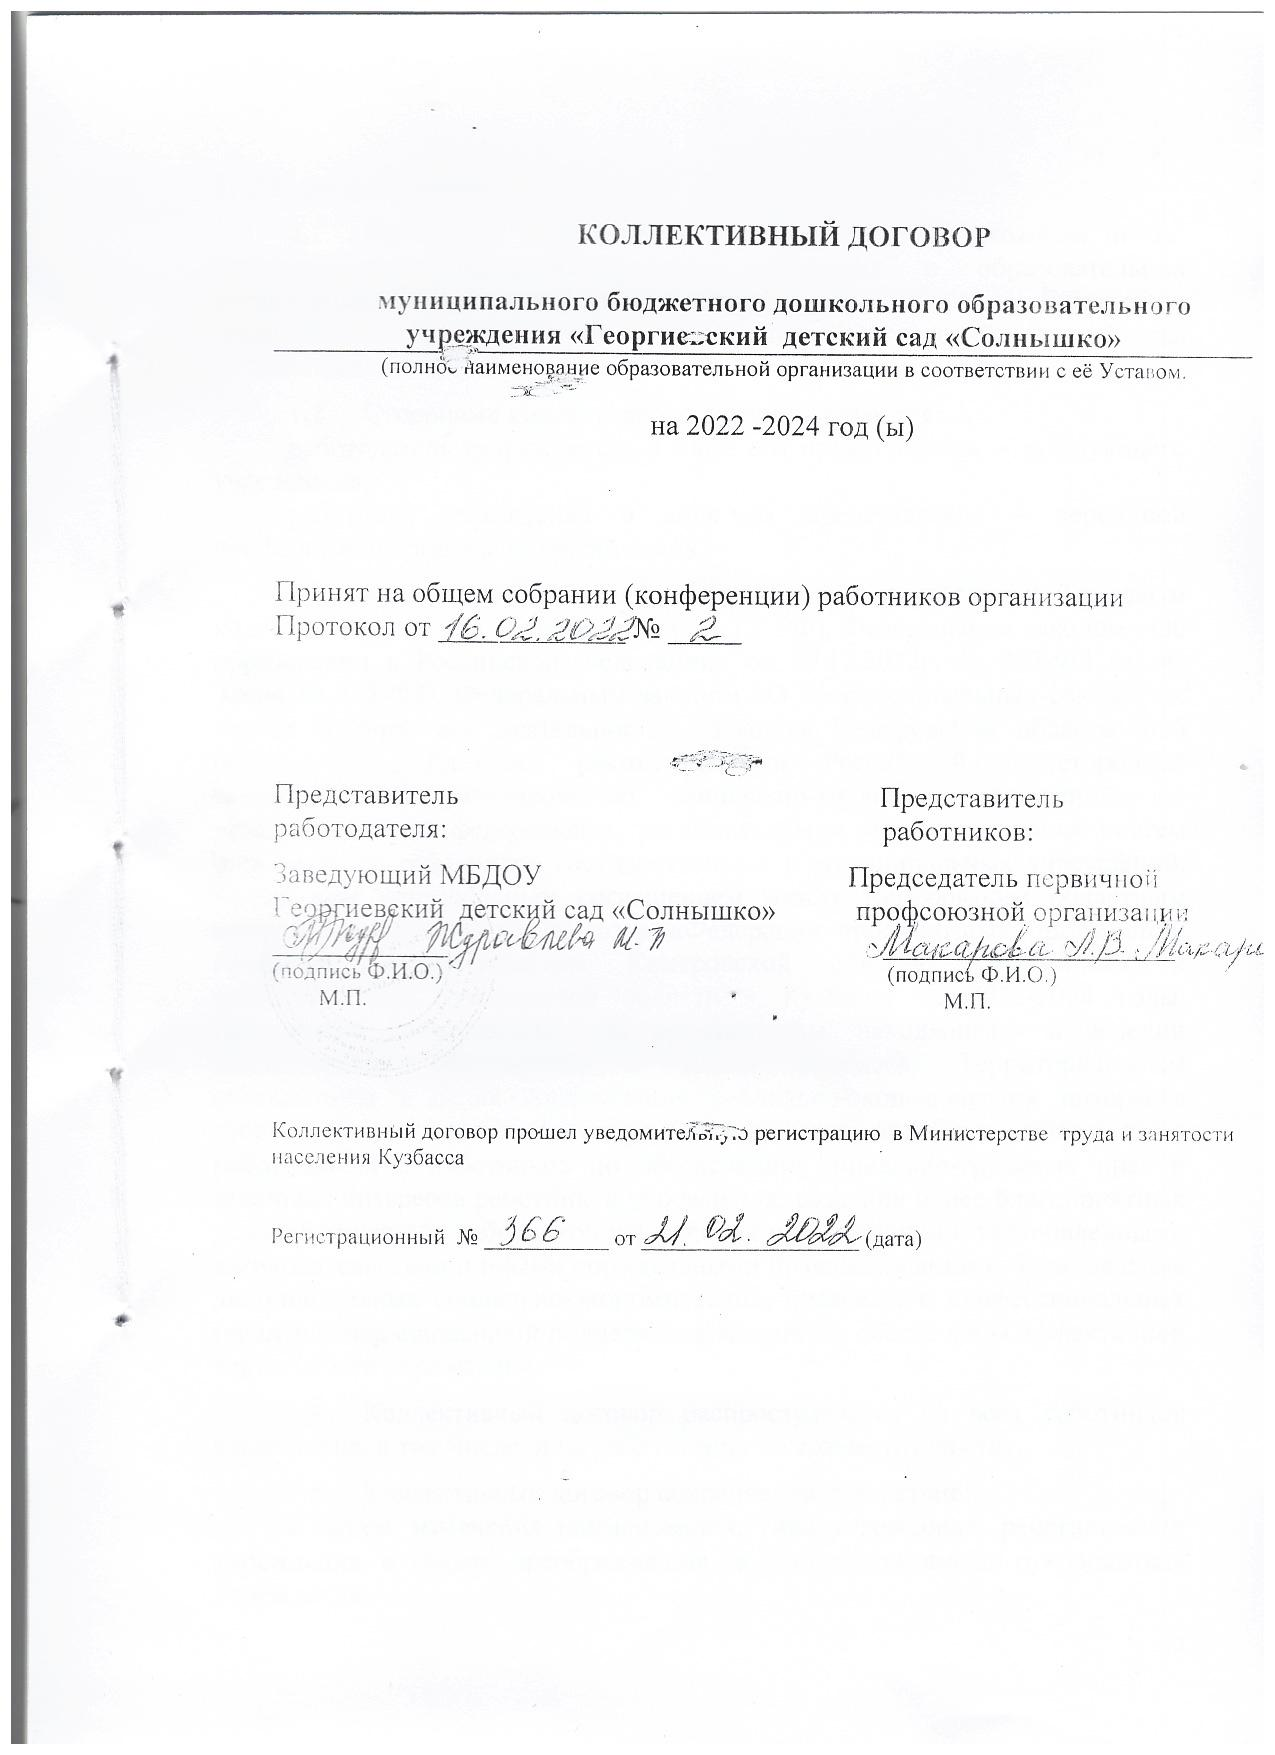 КОЛЛЕКТИВНЫЙ ДОГОВОР
муниципального бюджетного дошкольного образовательного
учреждения «Георгиевский детский сад «Солнышко»
(полное наименование образовательной организации в соответствии с её Уставом.
на 2022 -2024 год (ы)
Принят на общем собрании (конференции) работников организации
Протокол от 16.02.2022 № 2
Представитель
работодателя:
Заведующий МБДОУ
Георгиевский детский сад «Солнышко»
Журавлева И.П
(подпись Ф.И.О.)
М.П.
Представитель
работников:
Председатель первичной
профсоюзной организации
Макарова Л.В.
(подпись Ф.И.О.)
М.П.
Коллективный договор прошел уведомительную регистрацию в Министерстве труда и занятости
населения Кузбасса
Регистрационный № 366 от 21.02.2022 (дата)